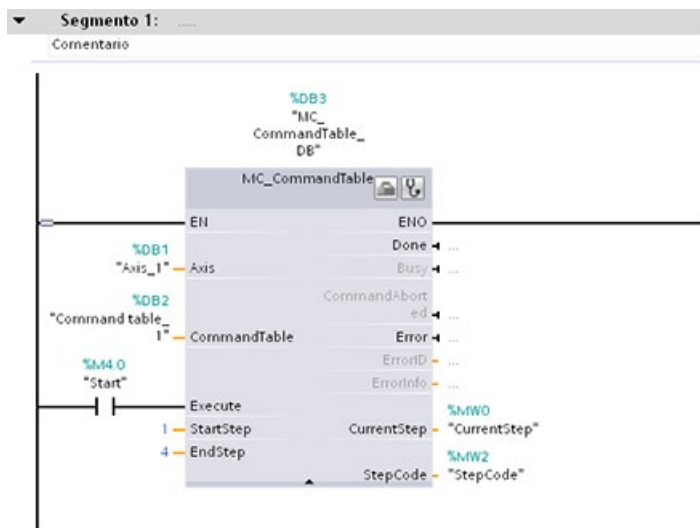 Segmento 1: .....
Comentario
%DB3
"MC_
CommandTable_
DB"
MC_CommandTable
EN ENO
Done ...
%DB1
"Axis_1" Axis Busy ...
%DB2 CommandAbort
ed ...
"Command table_
1" CommandTable Error ...
ErrorID ...
%M4.0
"Start" ErrorInfo ...
Execute %MW0
1 StartStep CurrentStep "CurrentStep"
4 EndStep %MW2
StepCode "StepCode"